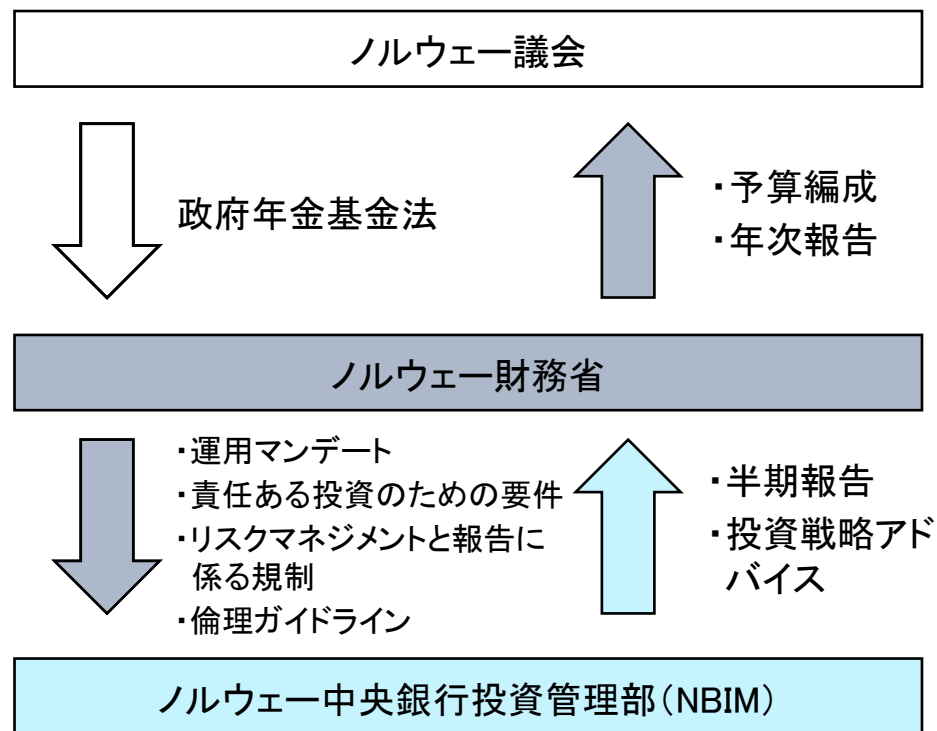 ノルウェー議会
政府年金基金法
・予算編成
・年次報告
ノルウェー財務省
・運用マンデート
・責任ある投資のための要件
・リスクマネジメントと報告に
係る規制
・倫理ガイドライン
・半期報告
・投資戦略アド
バイス
ノルウェー中央銀行投資管理部（NBIM）